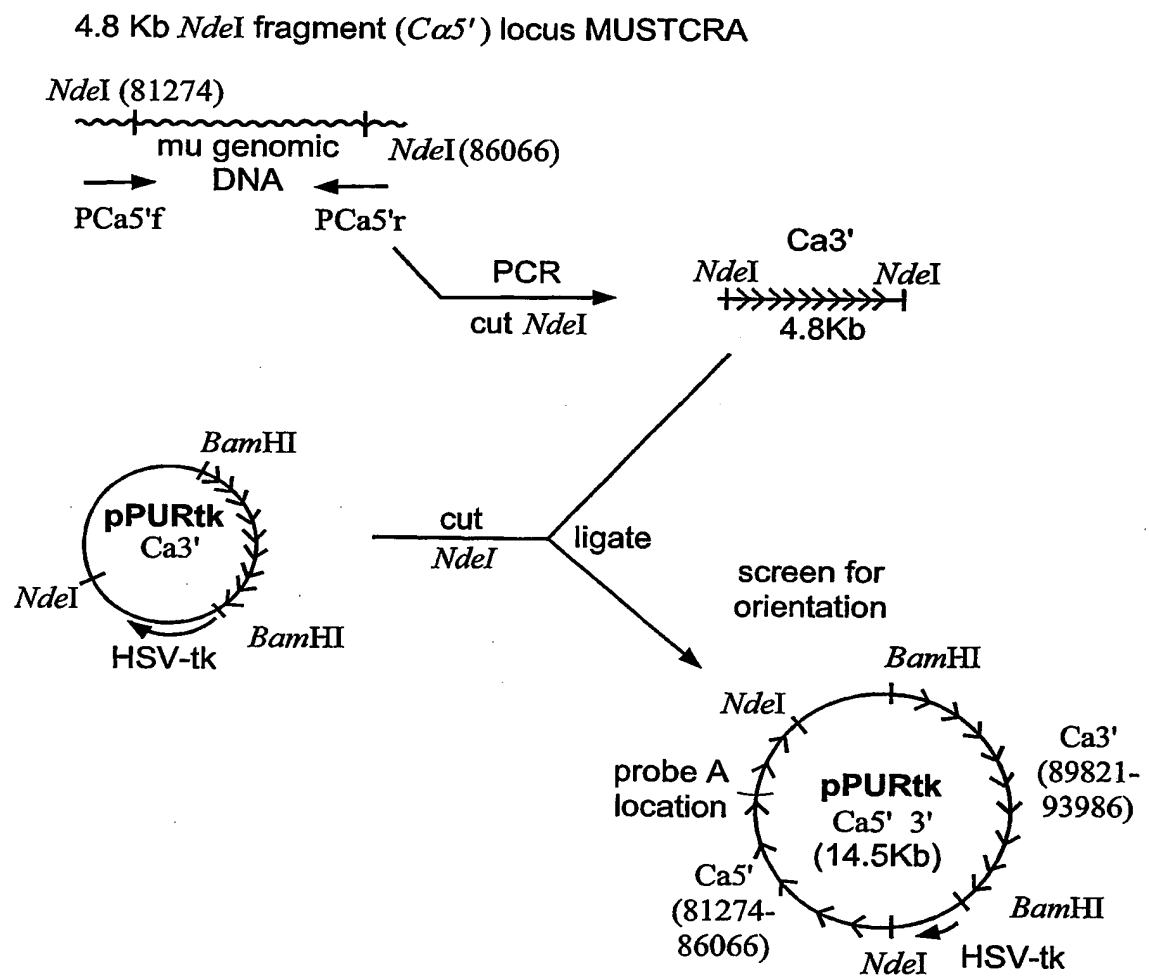 4.8 Kb NdeI fragment (Cα5') locus MUSTCRA
NdeI (81274)
mu genomic
DNA
NdeI (86066)
PCa5'f
PCa5'r
PCR
cut NdeI
Ca3'
NdeI NdeI
4.8Kb
BamHI
pPURtk
Ca3'
NdeI
BamHI
HSV-tk
cut
NdeI
ligate
screen for
orientation
BamHI
NdeI
probe A
location
pPURtk
Ca5' 3'
(14.5Kb)
Ca3'
(89821-
93986)
Ca5'
(81274-
86066)
BamHI
NdeI
HSV-tk